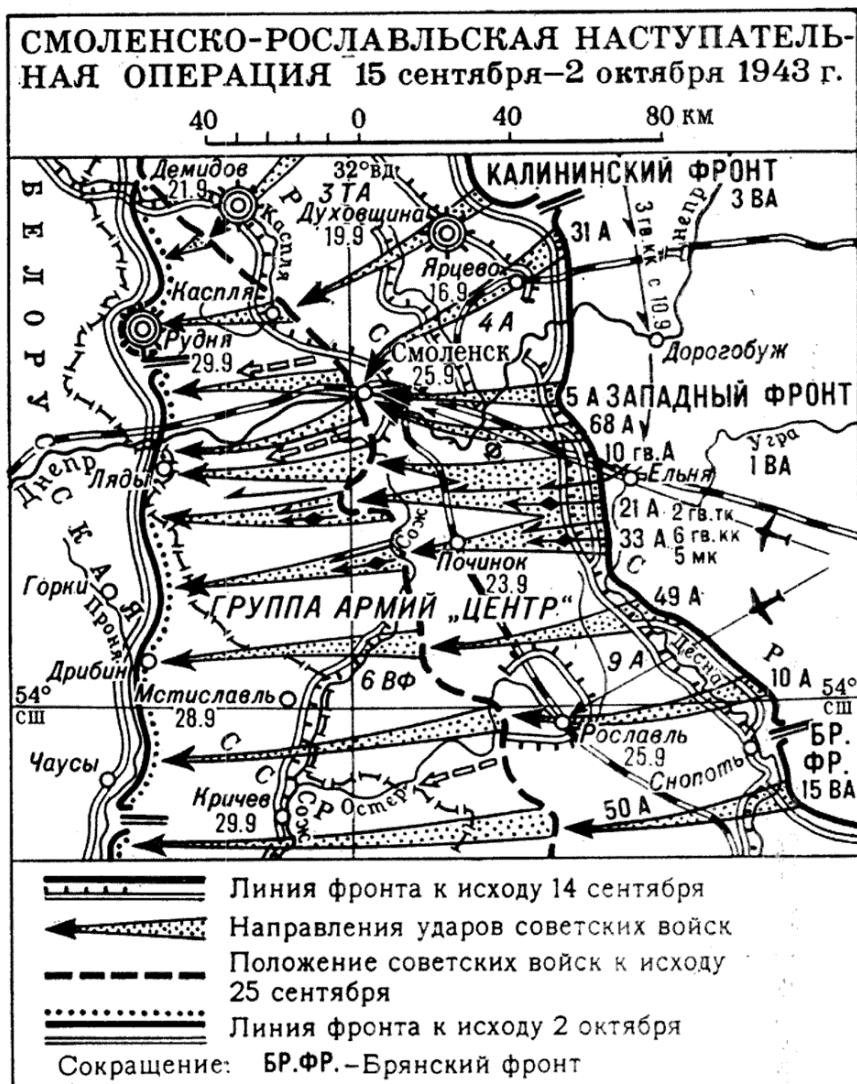 СМОЛЕНСКО-РОСЛАВЛЬСКАЯ НАСТУПАТЕЛЬ-
НАЯ ОПЕРАЦИЯ 15 сентября–2 октября 1943 г.
40 0 40 80 км
БЕЛОРУССКАЯ ССР
Демидов
21.9
32° вд
3 ТА
Духовщина
19.9
КАЛИНИНСКИЙ ФРОНТ
3 ВА
31 А
3 гв.кк с 10.9
Днепр
Каспля
Ярцево
16.9
Каспля
4 А
Рудня
29.9
Смоленск
25.9
Дорогобуж
5 А ЗАПАДНЫЙ ФРОНТ
68 А
10 гв.А
Угра
1 ВА
Днепр
Ляды
Ельня
21 А
2 гв.тк
33 А
6 гв.кк
5 мк
Сож
Починок
23.9
Горки
Проня
ГРУППА АРМИЙ „ЦЕНТР“
49 А
Дрибин
6 ВФ
9 А
Десна
10 А
54°
сш
Мстиславль
28.9
54°
сш
Рославль
25.9
БР.
ФР.
15 ВА
Чаусы
Снопоть
Кричев
29.9
Сож
Остер
50 А
РСФСР
Линия фронта к исходу 14 сентября
Направления ударов советских войск
Положение советских войск к исходу
25 сентября
Линия фронта к исходу 2 октября
Сокращение: БР.ФР.–Брянский фронт